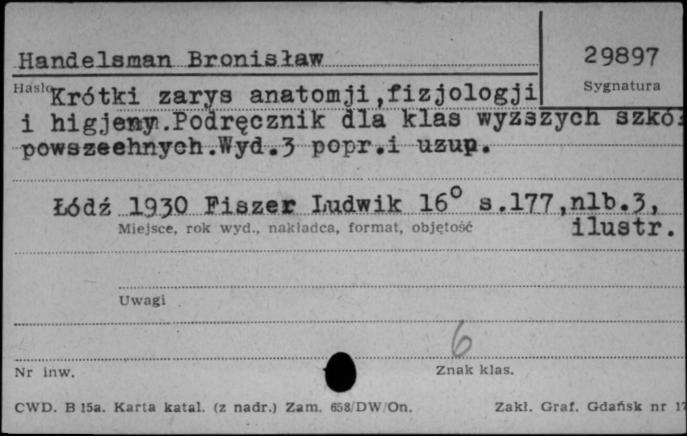 Handelsman Bronisław
29897
Hasło
Sygnatura
Krótki zarys anatomji,fizjologji
i higjeny.Podręcznik dla klas wyższych szkó
powszeehnych.Wyd.3 popr.i uzup.
Łódź 1930 Fiszer Ludwik 16° s.177,nlb.3,
Miejsce, rok wyd., nakładca, format, objętość
ilustr.
Uwagi
6
Nr inw.
Znak klas.
CWD. B 15a. Karta katal. (z nadr.) Zam. 658/DW/On.
Zakł. Graf. Gdańsk nr 17